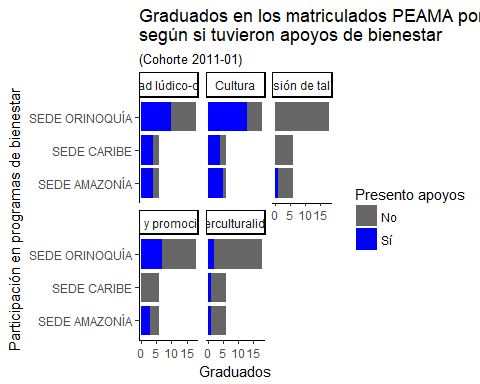 Graduados en los matriculados PEAMA por
según si tuvieron apoyos de bienestar
(Cohorte 2011-01)
ad lúdico-d Cultura sión de tal
SEDE ORINOQUÍA
SEDE CARIBE
SEDE AMAZONÍA
0 5 10 15
y promoci erculturalid
SEDE ORINOQUÍA
SEDE CARIBE
SEDE AMAZONÍA
0 5 10 15 0 5 10 15
Graduados
Participación en programas de bienestar
Presento apoyos
No
Sí